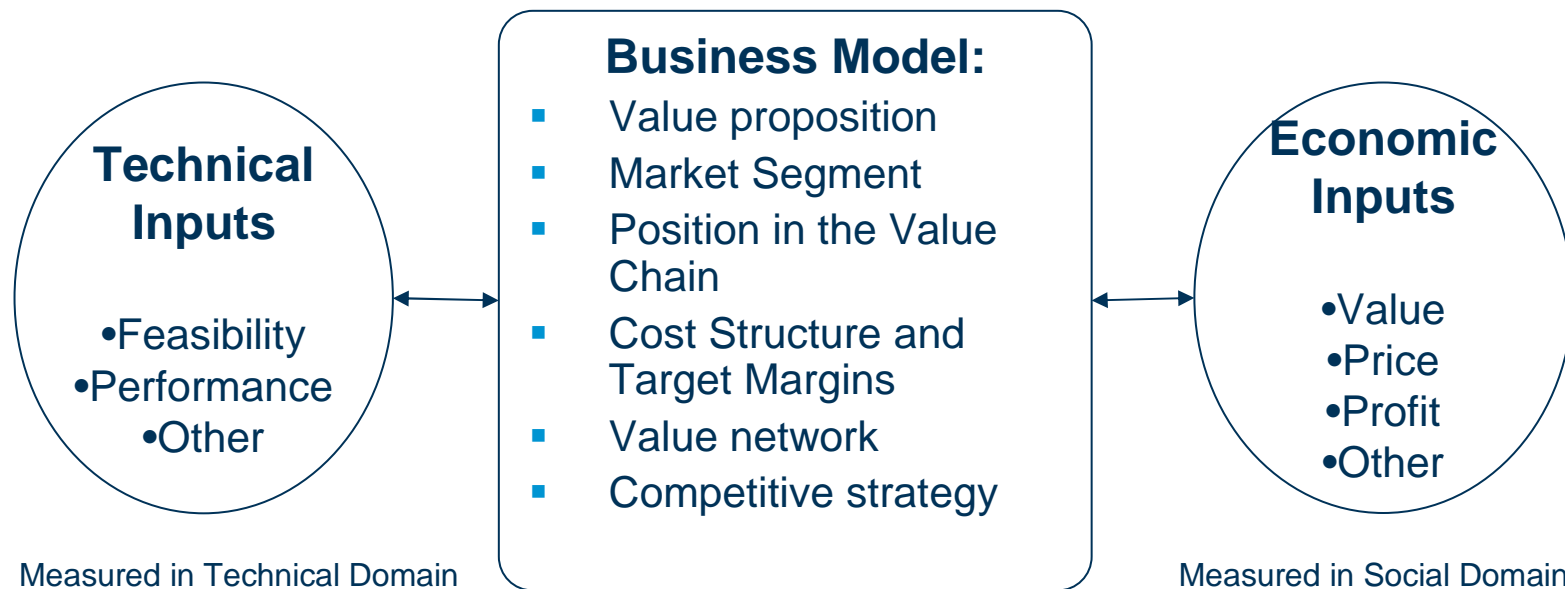 Technical
Inputs
•Feasibility
•Performance
•Other
Measured in Technical Domain
Business Model:
▪ Value proposition
▪ Market Segment
▪ Position in the Value
Chain
▪ Cost Structure and
Target Margins
▪ Value network
▪ Competitive strategy
Economic
Inputs
•Value
•Price
•Profit
•Other
Measured in Social Domain